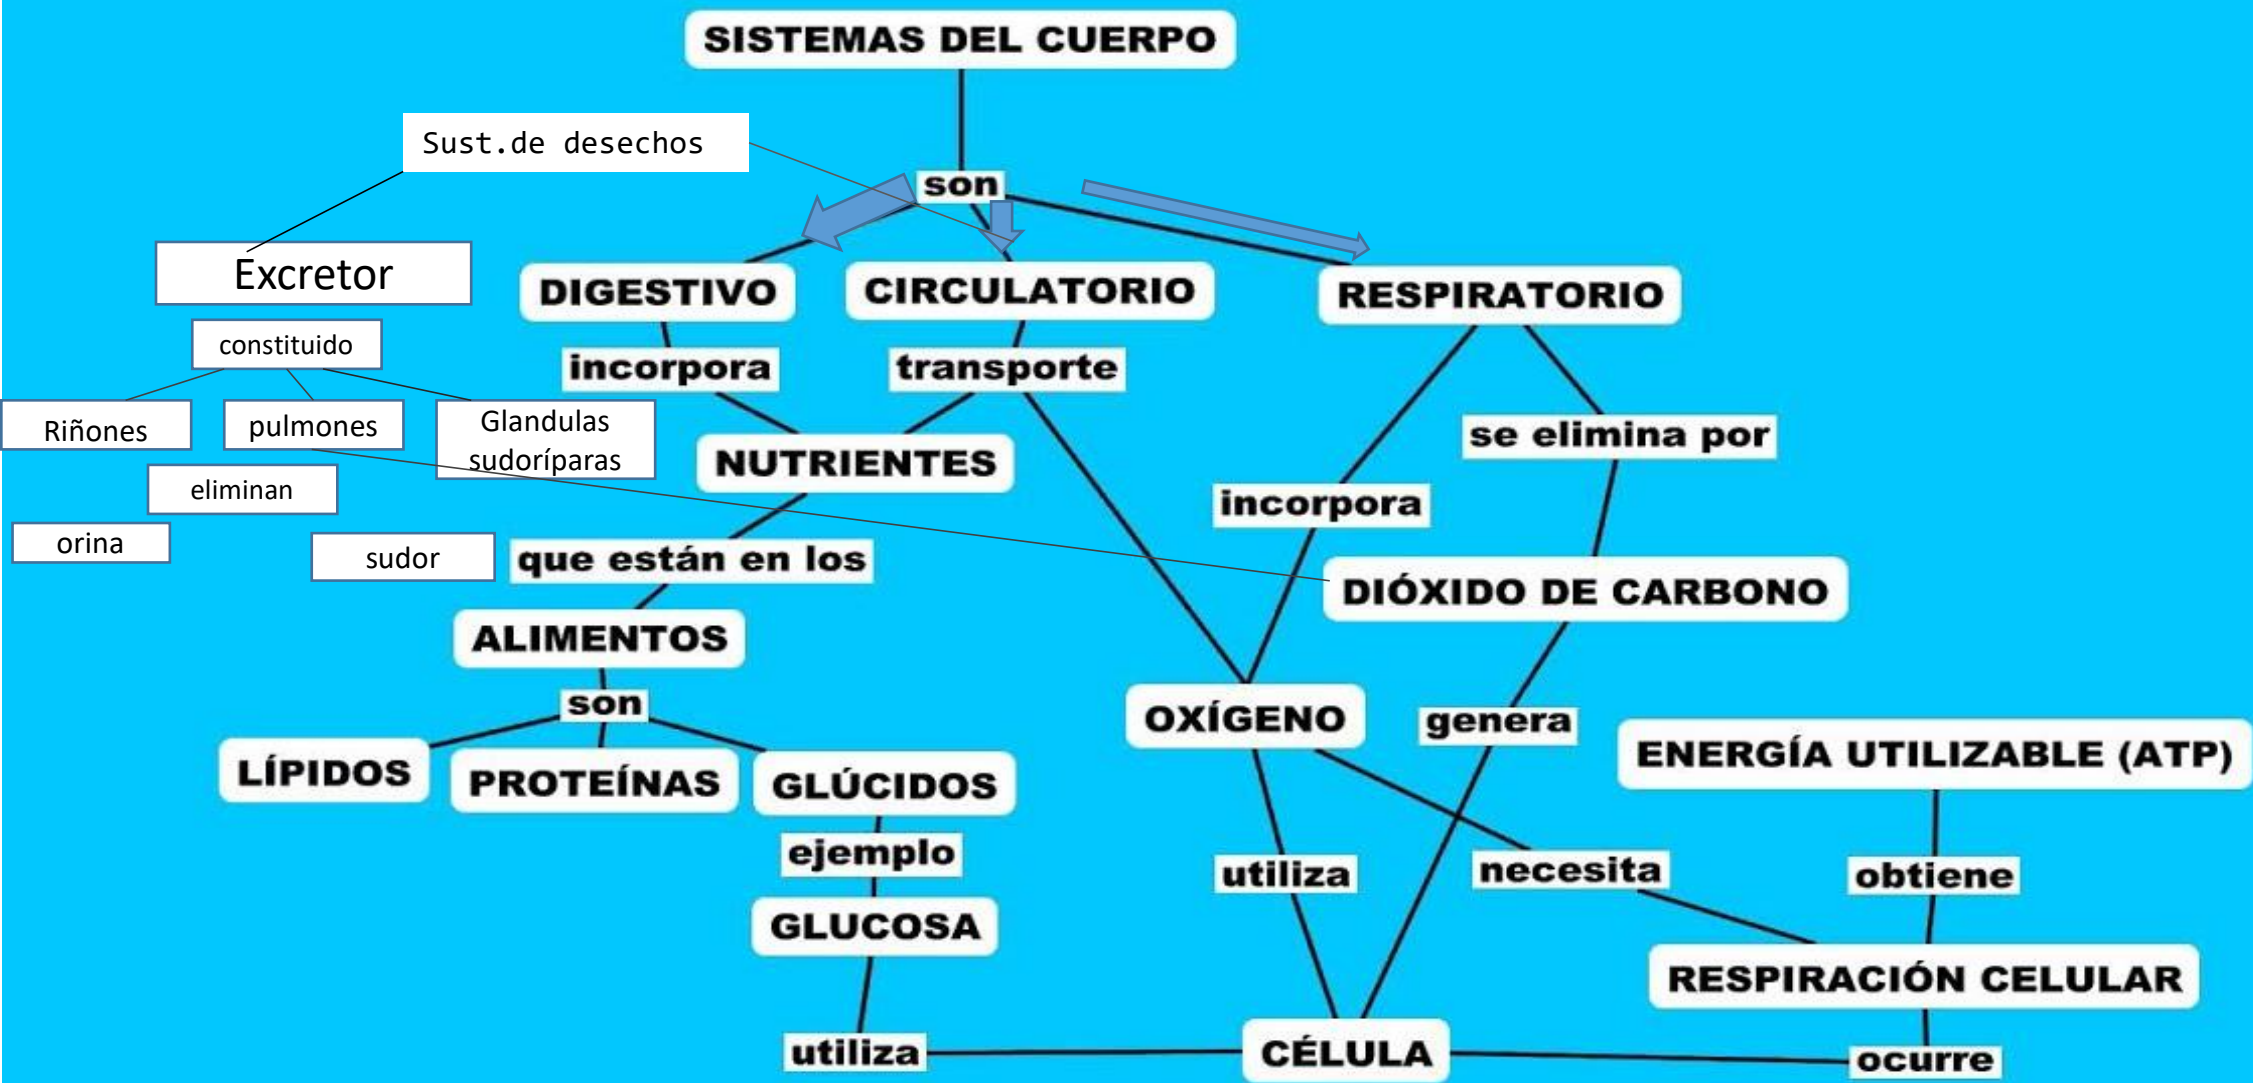 SISTEMAS DEL CUERPO
Sust.de desechos
son
Excretor
DIGESTIVO
CIRCULATORIO
RESPIRATORIO
constituido
incorpora
transporte
Riñones
pulmones
Glandulas
sudoríparas
se elimina por
NUTRIENTES
eliminan
incorpora
orina
sudor
que están en los
DIÓXIDO DE CARBONO
ALIMENTOS
son
OXÍGENO
genera
ENERGÍA UTILIZABLE (ATP)
LÍPIDOS
PROTEÍNAS
GLÚCIDOS
ejemplo
utiliza
necesita
obtiene
GLUCOSA
RESPIRACIÓN CELULAR
utiliza
CÉLULA
ocurre